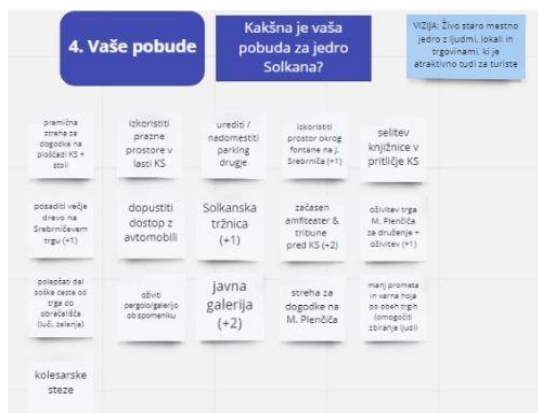 4. Vaše pobude
Kakšna je vaša
pobuda za jedro
Solkana?
VIZIJA: Živo staro mestno
jedro z ljudmi, lokali in
trgovinami, ki je
atraktivno tudi za turiste
premična
streha za
dogodke na
ploščadi KS +
stoli
izkoristiti
prazne
prostore v
lasti KS
urediti /
nadomestiti
parking
drugje
izkoristiti
prostor okrog
fontane na J.
Srebrniča (+1)
selitev
knjižnice v
pritličje KS
posaditi večje
drevo na
Srebrničevem
trgu (+1)
dopustiti
dostop z
avtomobili
Solkanska
tržnica
(+1)
začasen
amfiteater &
tribune
pred KS (+2)
oživitev trga
M. Plenčiča
za druženje +
oživitev (+1)
polepšati del
soške ceste od
trga do
obračališča
(luči, zelenje)
oživiti
pergolo/galerijo
ob spomeniku
javna
galerija
(+2)
streha za
dogodke na
M. Plenčiča
manj prometa
in varna hoja
po obeh trgih
(omogočiti
zbiranje ljudi)
kolesarske
steze